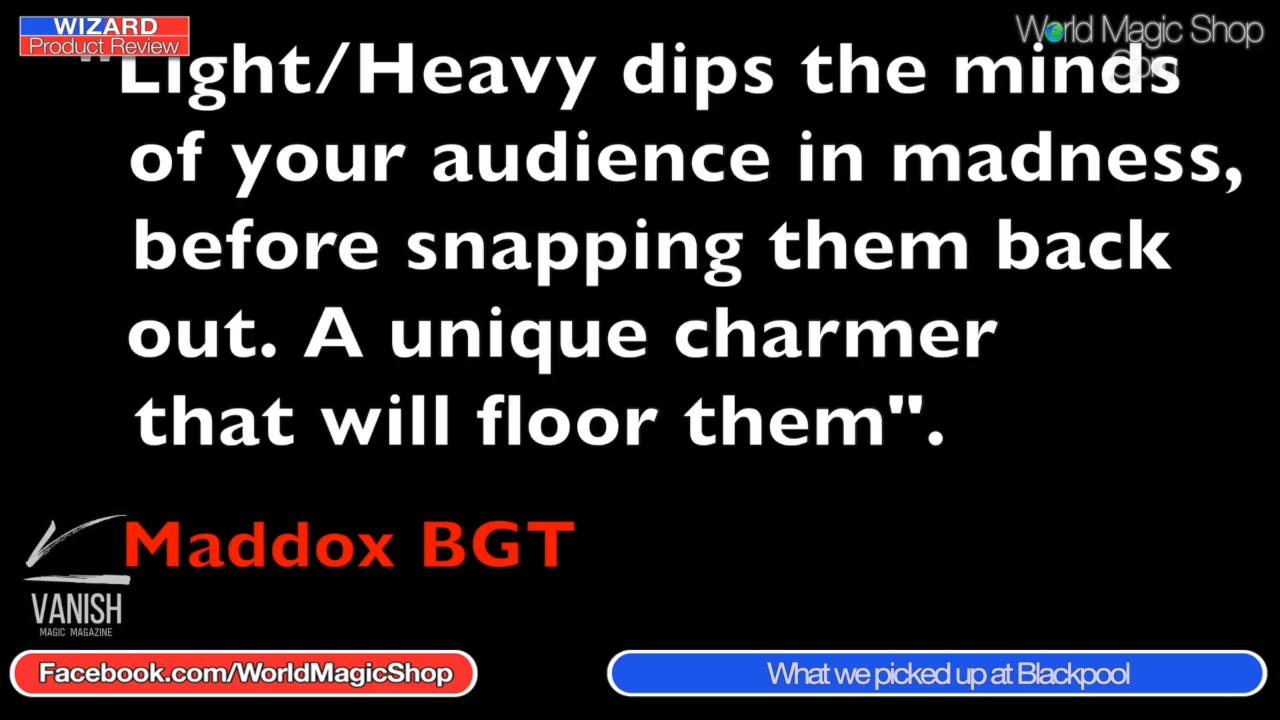 WIZARD
Product Review
World Magic Shop
.Com
"Light/Heavy dips the minds
of your audience in madness,
before snapping them back
out. A unique charmer
that will floor them".
Maddox BGT
VANISH
MAGIC MAGAZINE
Facebook.com/WorldMagicShop
What we picked up at Blackpool